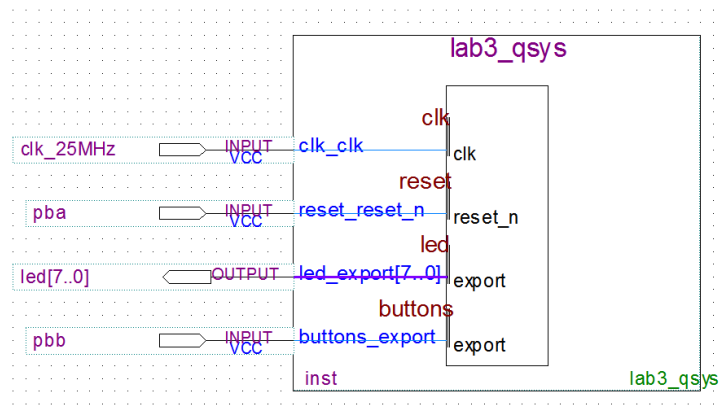 lab3_qsys
clk
clk_25MHz INPUT VCC clk_clk clk
reset
pba INPUT VCC reset_reset_n reset_n
led
led[7..0] OUTPUT led_export[7..0] export
buttons
pbb INPUT VCC buttons_export export
inst lab3_qsys